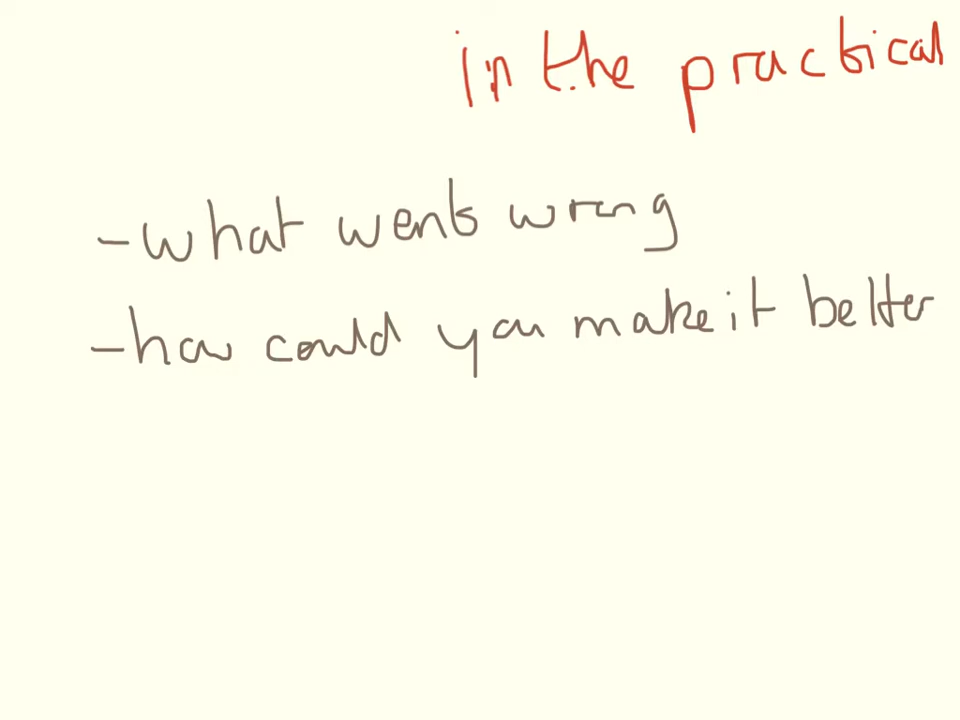 in the practical
-what went wrong
-how could you make it better